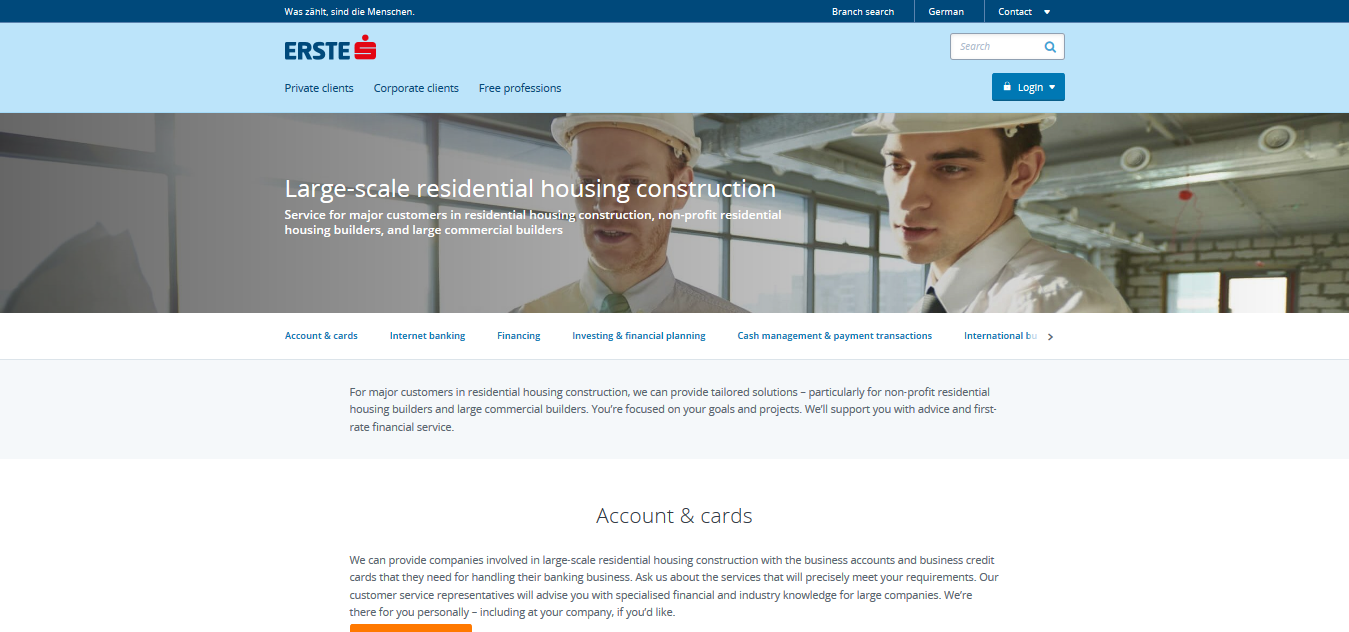 Was zählt, sind die Menschen.
Branch search
German
Contact
ERSTE
Search
Private clients
Corporate clients
Free professions
Login
Large-scale residential housing construction
Service for major customers in residential housing construction, non-profit residential
housing builders, and large commercial builders
Account & cards
Internet banking
Financing
Investing & financial planning
Cash management & payment transactions
International bu
For major customers in residential housing construction, we can provide tailored solutions – particularly for non-profit residential
housing builders and large commercial builders. You're focused on your goals and projects. We'll support you with advice and first-
rate financial service.
Account & cards
We can provide companies involved in large-scale residential housing construction with the business accounts and business credit
cards that they need for handling their banking business. Ask us about the services that will precisely meet your requirements. Our
customer service representatives will advise you with specialised financial and industry knowledge for large companies. We're
there for you personally – including at your company, if you'd like.